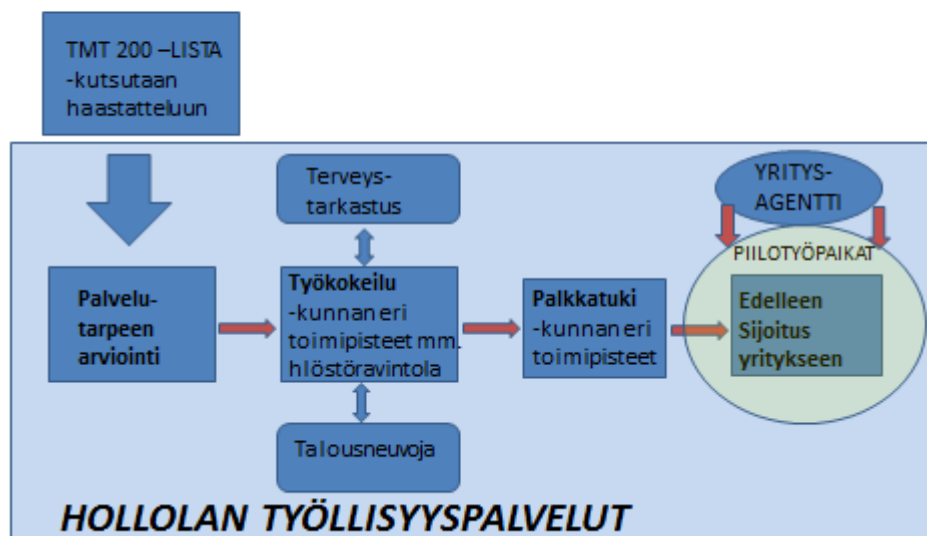 TMT 200 –LISTA
-kutsutaan
haastatteluun
Terveys-
tarkastus
YRITYS-
AGENTTI
PIILOTYÖPAIKAT
Palvelu-
tarpeen
arviointi
Työkokeilu
-kunnan eri
toimipisteet mm.
hlöstöravintola
Palkkatuki
-kunnan eri
toimipisteet
Edelleen
Sijoitus
yritykseen
Talousneuvoja
HOLLOLAN TYÖLLISYYSPALVELUT